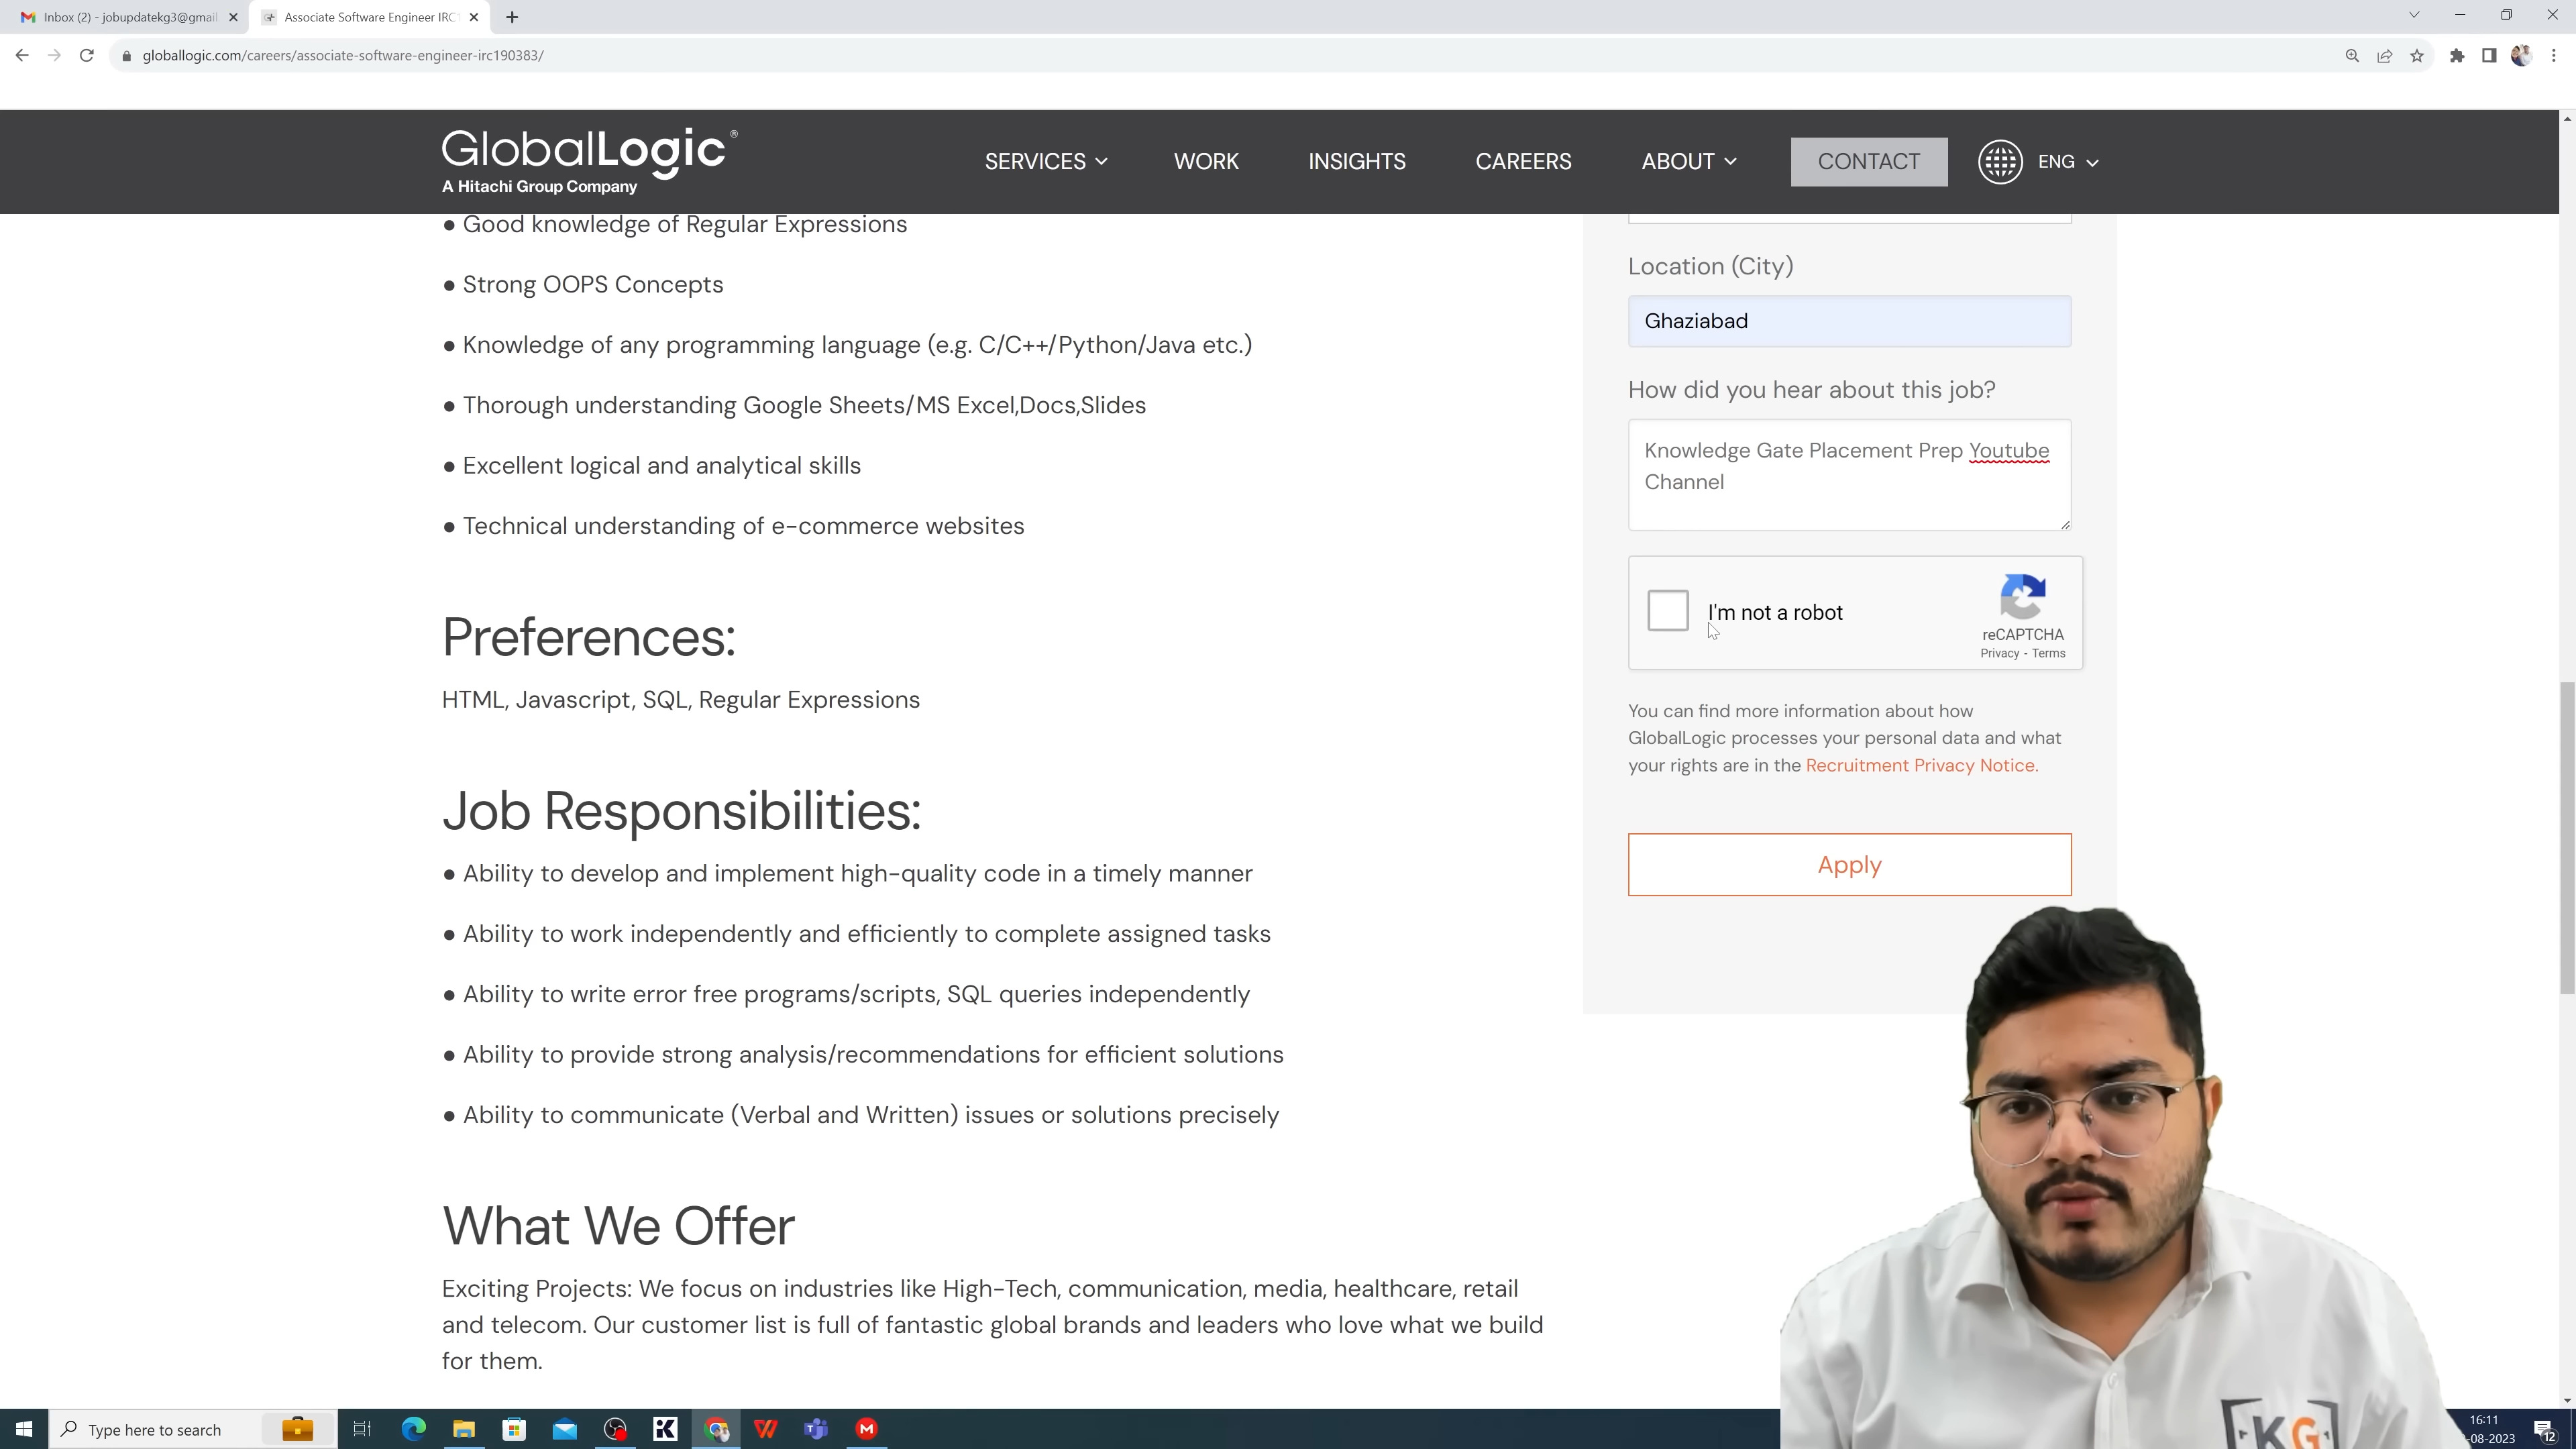 Inbox (2) - jobupdatekg3@gmail
Associate Software Engineer IRC1
globallogic.com/careers/associate-software-engineer-irc190383/
GlobalLogic®
A Hitachi Group Company
SERVICES
WORK
INSIGHTS
CAREERS
ABOUT
CONTACT
ENG
● Good knowledge of Regular Expressions
● Strong OOPS Concepts
● Knowledge of any programming language (e.g. C/C++/Python/Java etc.)
● Thorough understanding Google Sheets/MS Excel,Docs,Slides
● Excellent logical and analytical skills
● Technical understanding of e-commerce websites
Preferences:
HTML, Javascript, SQL, Regular Expressions
Job Responsibilities:
● Ability to develop and implement high-quality code in a timely manner
● Ability to work independently and efficiently to complete assigned tasks
● Ability to write error free programs/scripts, SQL queries independently
● Ability to provide strong analysis/recommendations for efficient solutions
● Ability to communicate (Verbal and Written) issues or solutions precisely
What We Offer
Exciting Projects: We focus on industries like High-Tech, communication, media, healthcare, retail
and telecom. Our customer list is full of fantastic global brands and leaders who love what we build
for them.
Location (City)
Ghaziabad
How did you hear about this job?
Knowledge Gate Placement Prep Youtube
Channel
I'm not a robot
reCAPTCHA
Privacy - Terms
You can find more information about how
GlobalLogic processes your personal data and what
your rights are in the Recruitment Privacy Notice.
Apply
KG
Type here to search
16:11
-08-2023
12